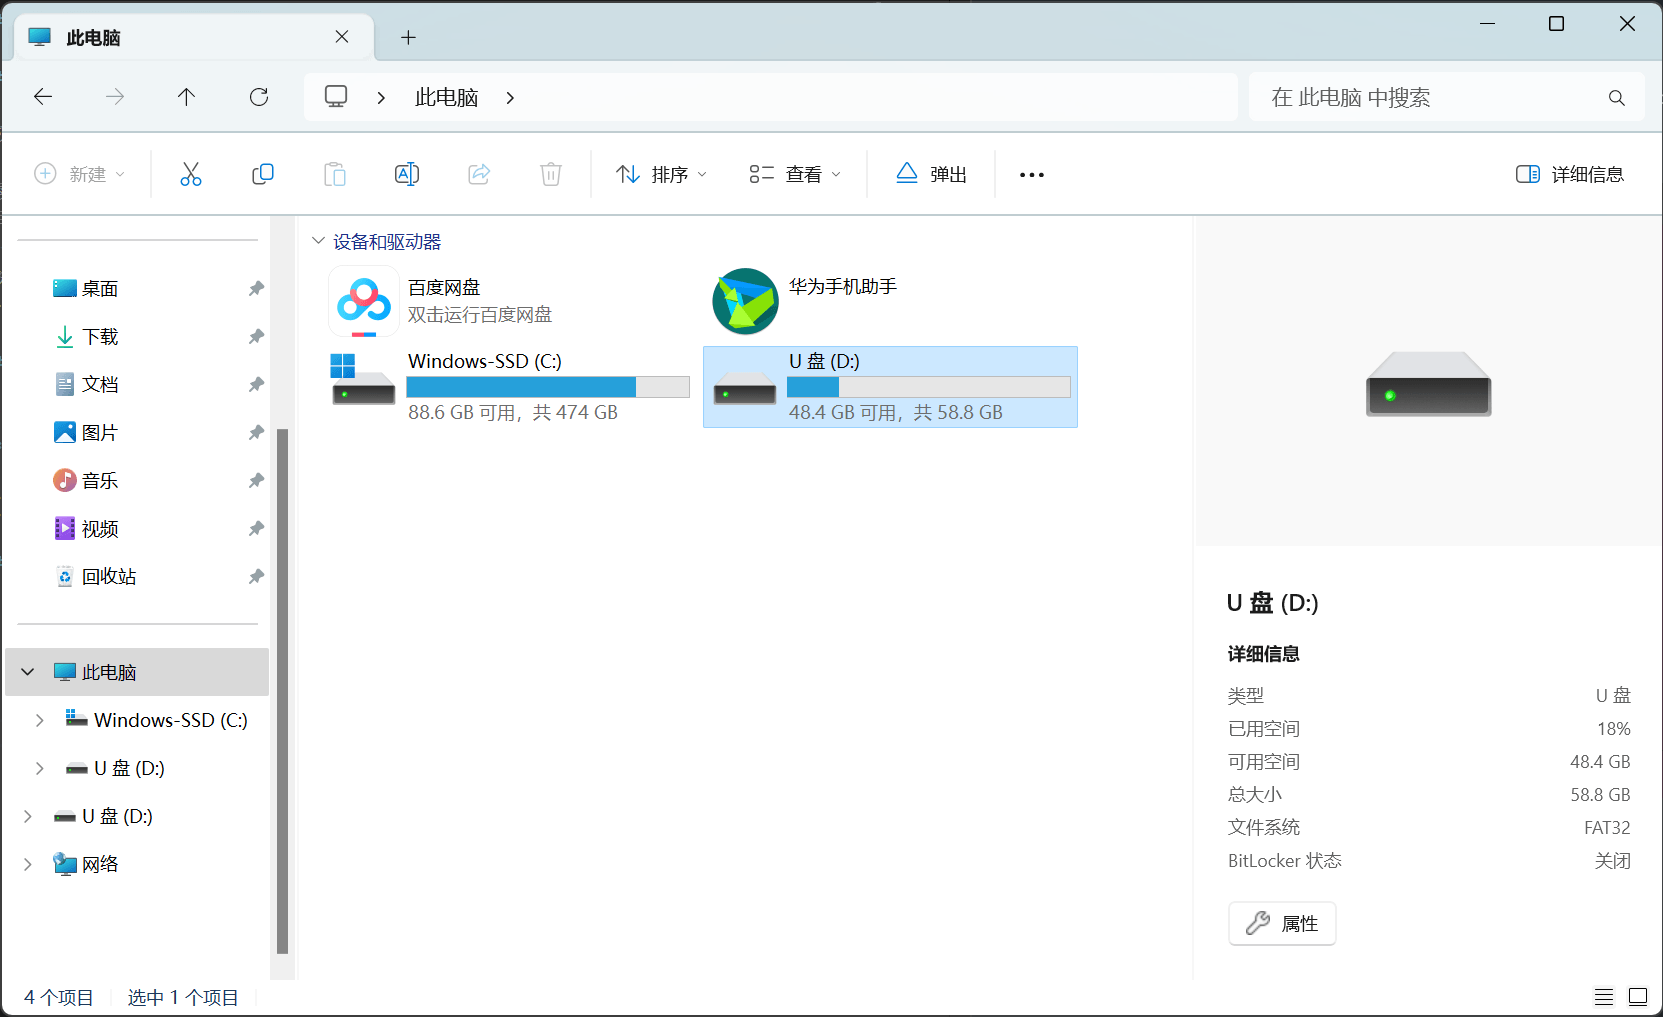 此电脑
此电脑
在 此电脑 中搜索
新建
排序
查看
弹出
详细信息
桌面
下载
文档
图片
音乐
视频
回收站
此电脑
Windows-SSD (C:)
U 盘 (D:)
U 盘 (D:)
网络
设备和驱动器
百度网盘
双击运行百度网盘
华为手机助手
Windows-SSD (C:)
88.6 GB 可用，共 474 GB
U 盘 (D:)
48.4 GB 可用，共 58.8 GB
U 盘 (D:)
详细信息
类型 U 盘
已用空间 18%
可用空间 48.4 GB
总大小 58.8 GB
文件系统 FAT32
BitLocker 状态 关闭
属性
4 个项目 选中 1 个项目